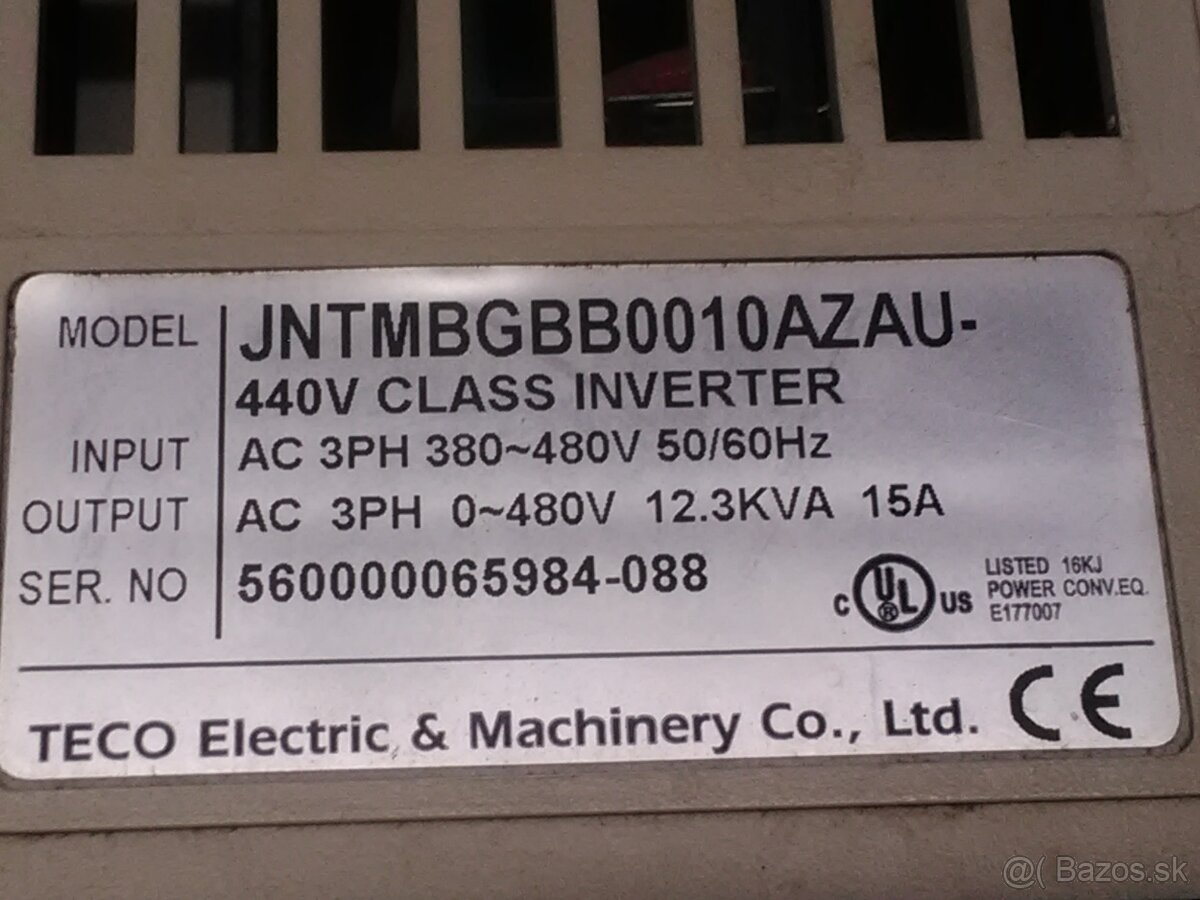 MODEL JNTMBGBB0010AZAU-
440V CLASS INVERTER
INPUT AC 3PH 380~480V 50/60Hz
OUTPUT AC 3PH 0~480V 12.3KVA 15A
SER. NO 560000065984-088
C UL ® US
LISTED 16KJ
POWER CONV.EQ.
E177007
TECO Electric & Machinery Co., Ltd. CE
@( Bazos.sk